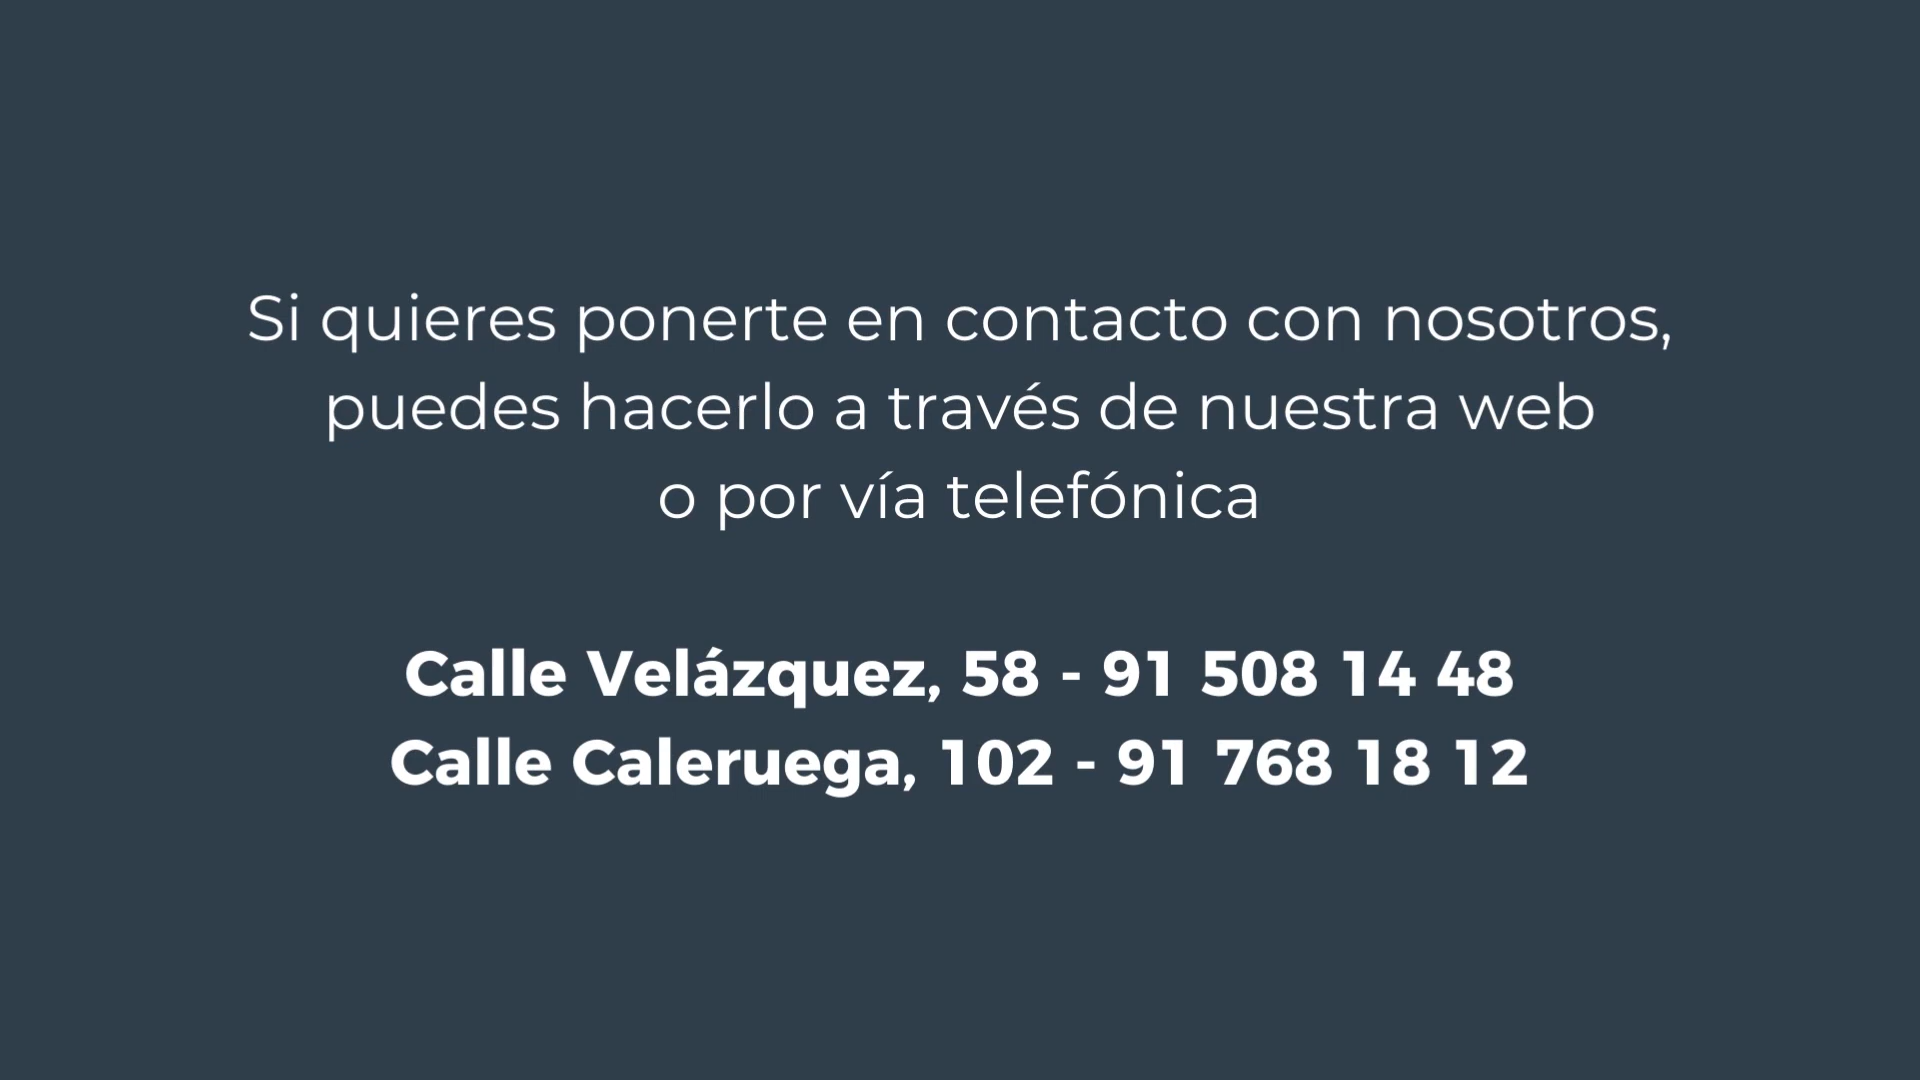 Si quieres ponerte en contacto con nosotros,
puedes hacerlo a través de nuestra web
o por vía telefónica
Calle Velázquez, 58 - 91 508 14 48
Calle Caleruega, 102 - 91 768 18 12